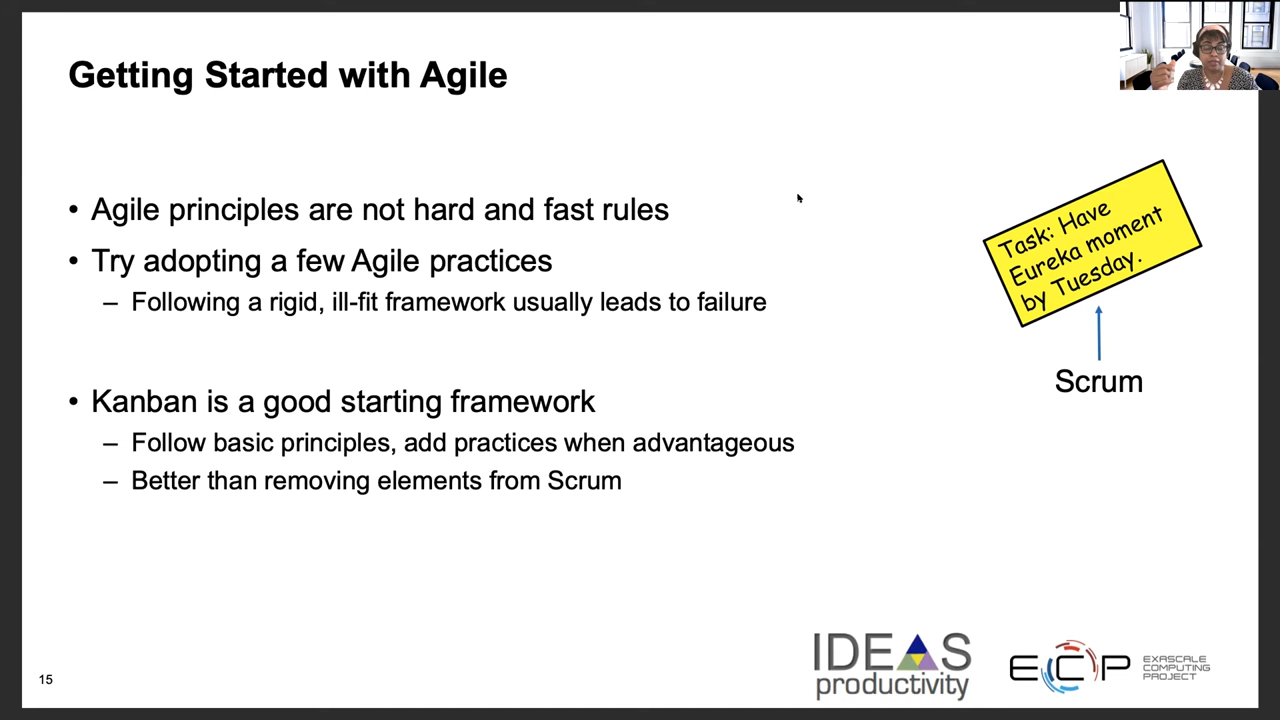 Getting Started with Agile
• Agile principles are not hard and fast rules
• Try adopting a few Agile practices
– Following a rigid, ill-fit framework usually leads to failure
• Kanban is a good starting framework
– Follow basic principles, add practices when advantageous
– Better than removing elements from Scrum
Task: Have
Eureka moment
by Tuesday.
Scrum
15
IDEAS
productivity
ECP
EXASCALE
COMPUTING
PROJECT